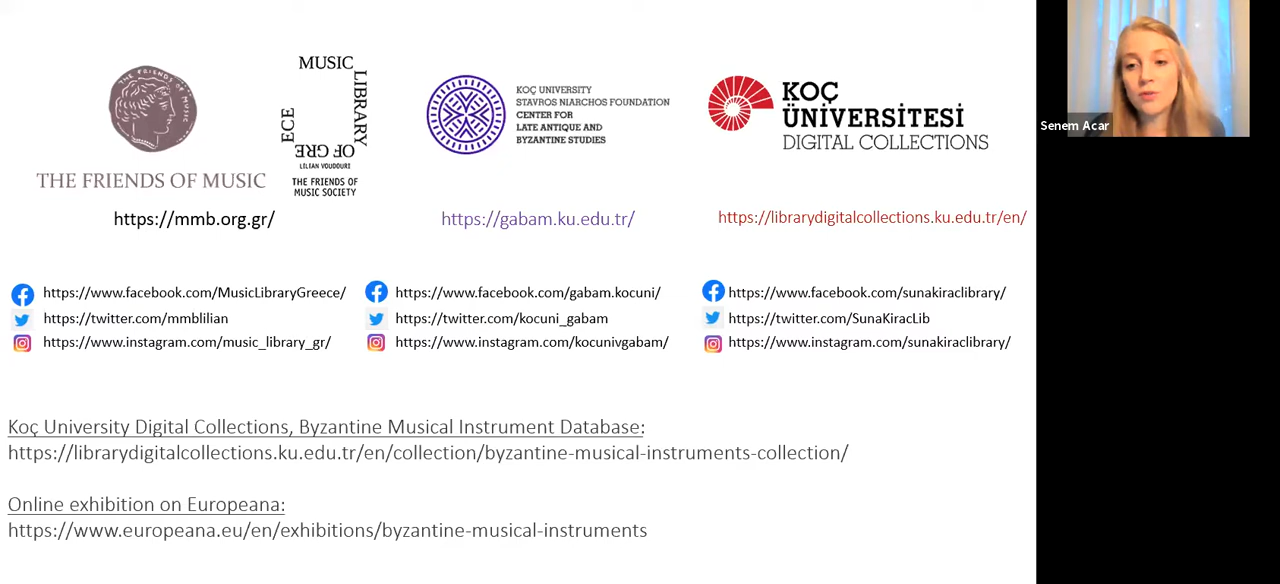 THE FRIENDS OF MUSIC
THE FRIENDS OF MUSIC
MUSIC
LIBRARY
OF GRE
ECE
LILIAN VOUDOURI
THE FRIENDS OF
MUSIC SOCIETY
https://mmb.org.gr/
KOÇ UNIVERSITY
STAVROS NIARCHOS FOUNDATION
CENTER FOR
LATE ANTIQUE AND
BYZANTINE STUDIES
https://gabam.ku.edu.tr/
KOÇ
ÜNİVERSİTESİ
DIGITAL COLLECTIONS
https://librarydigitalcollections.ku.edu.tr/en/
Senem Acar
https://www.facebook.com/MusicLibraryGreece/
https://twitter.com/mmblilian
https://www.instagram.com/music_library_gr/
https://www.facebook.com/gabam.kocuni/
https://twitter.com/kocuni_gabam
https://www.instagram.com/kocunivgabam/
https://www.facebook.com/sunakiraclibrary/
https://twitter.com/SunaKiracLib
https://www.instagram.com/sunakiraclibrary/
Koç University Digital Collections, Byzantine Musical Instrument Database:
https://librarydigitalcollections.ku.edu.tr/en/collection/byzantine-musical-instruments-collection/
Online exhibition on Europeana:
https://www.europeana.eu/en/exhibitions/byzantine-musical-instruments